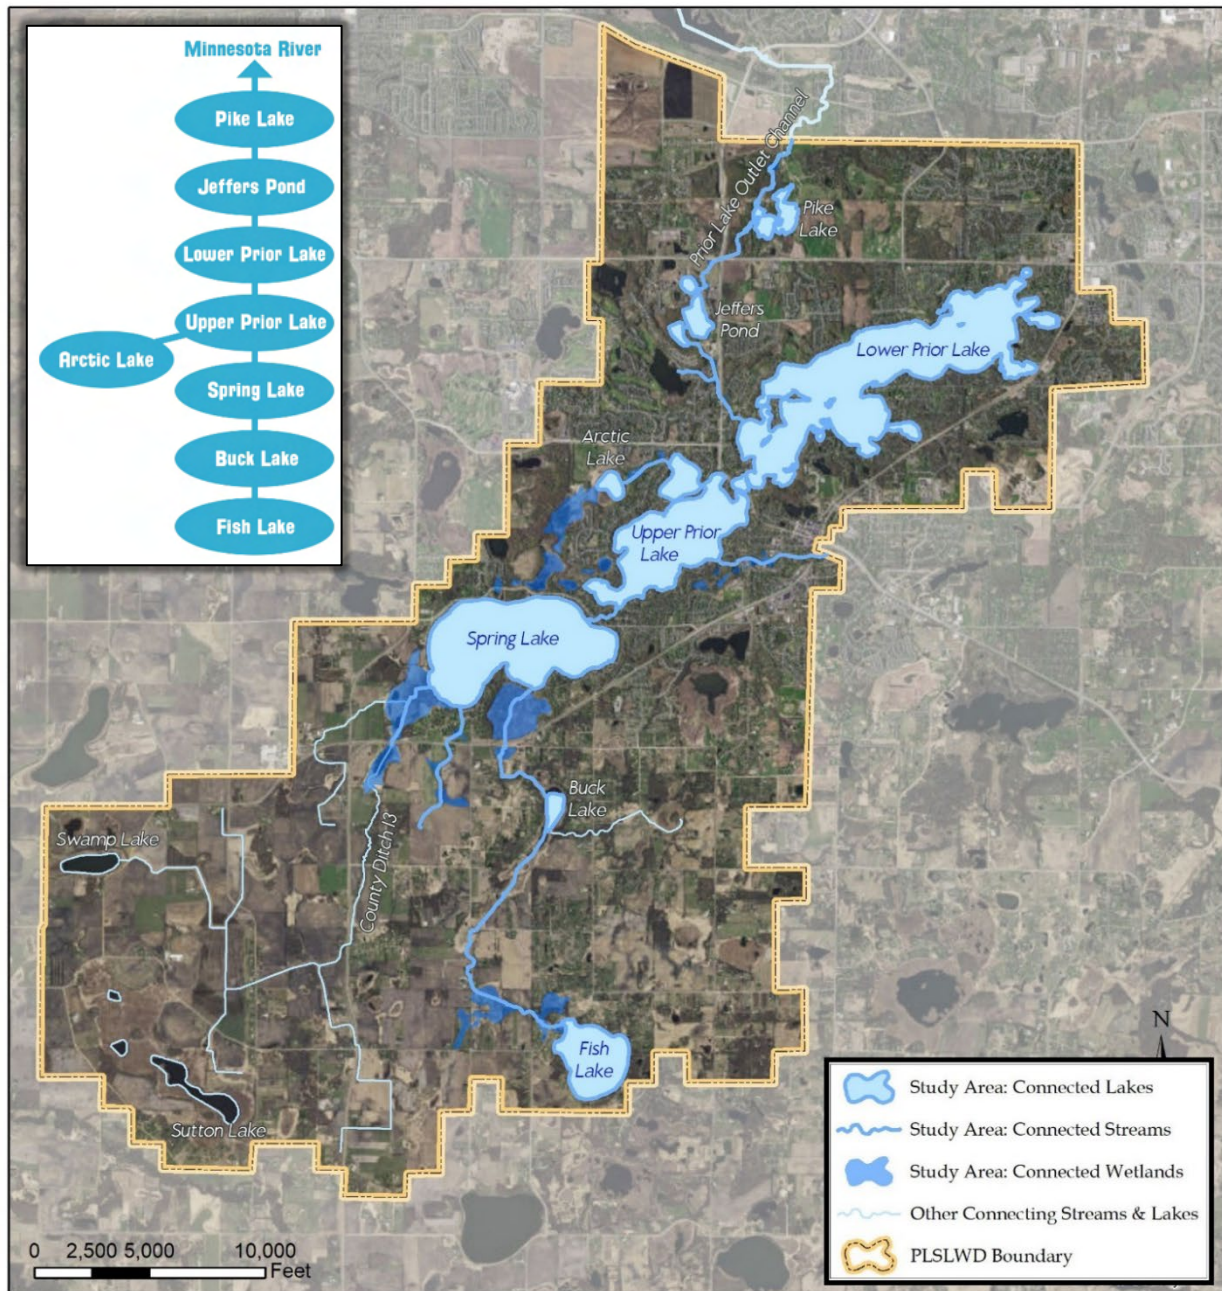 Minnesota River
Pike Lake
Jeffers Pond
Lower Prior Lake
Upper Prior Lake
Arctic Lake
Spring Lake
Buck Lake
Fish Lake
Prior Lake Outlet Channel
Pike
Lake
Jeffers
Pond
Lower Prior Lake
Arctic
Lake
Upper Prior
Lake
Spring Lake
Buck
Lake
Swamp Lake
County Ditch 13
Fish
Lake
Sutton Lake
N
Study Area: Connected Lakes
Study Area: Connected Streams
Study Area: Connected Wetlands
Other Connecting Streams & Lakes
PLSLWD Boundary
0 2,500 5,000 10,000
Feet